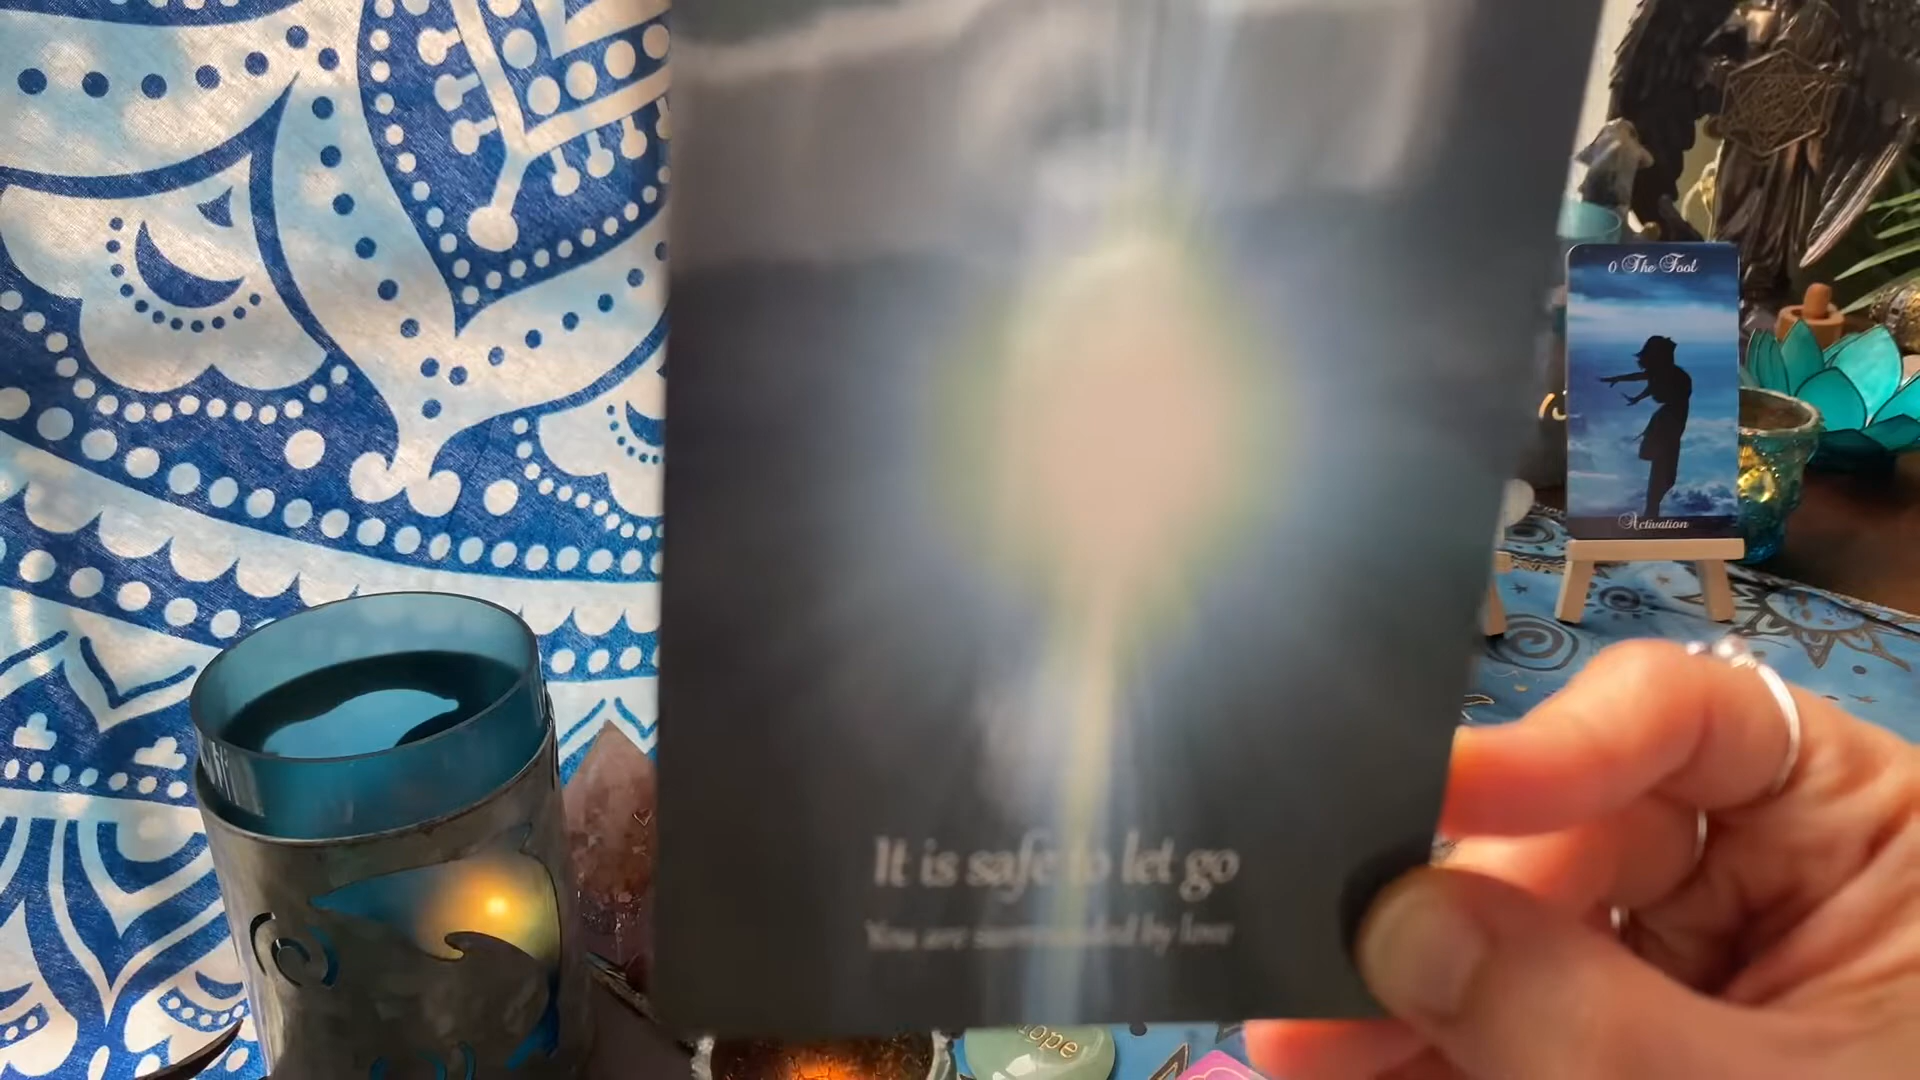 0 The Fool
Activation
It is safe to let go
You are surrounded by love
hope